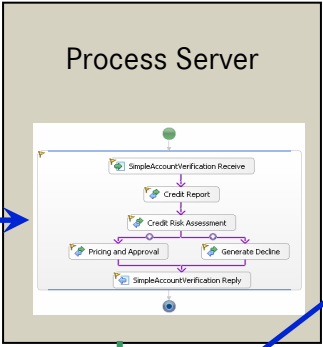 Process Server
SimpleAccountVerification Receive
Credit Report
Credit Risk Assessment
Pricing and Approval
Generate Decline
SimpleAccountVerification Reply